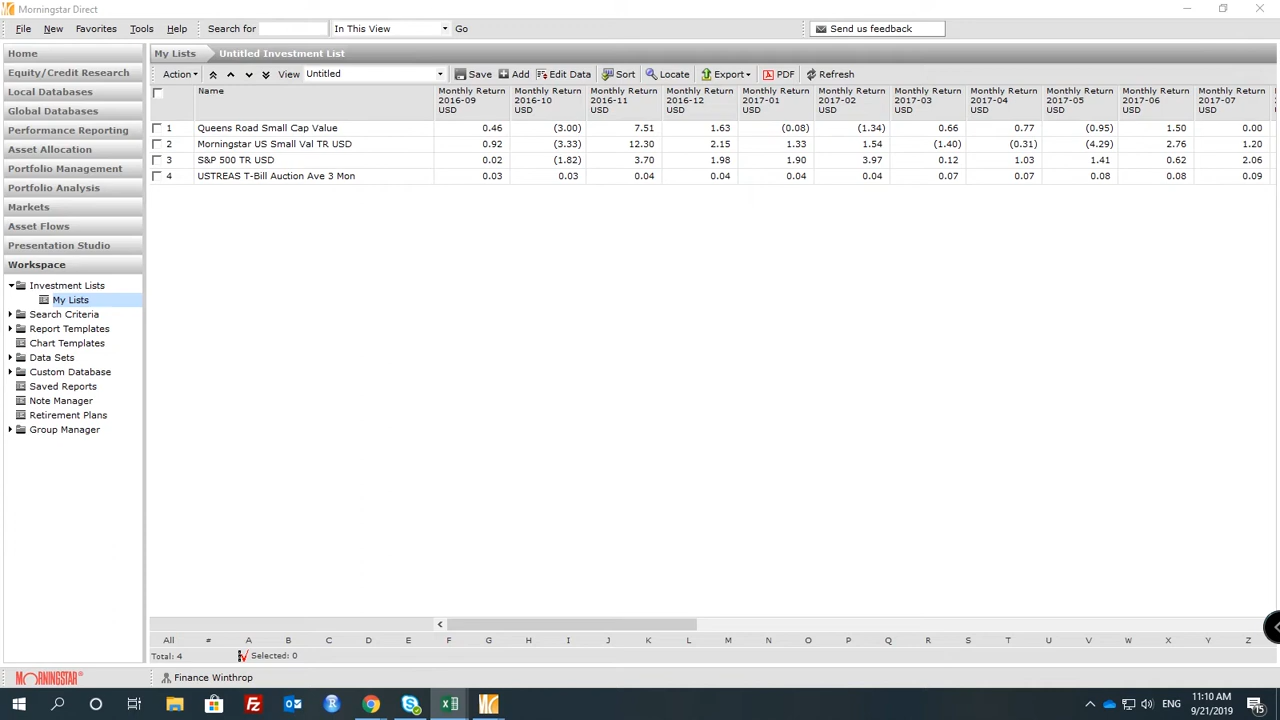 Morningstar Direct
File New Favorites Tools Help Search for In This View Go Send us feedback
Home
Equity/Credit Research
Local Databases
Global Databases
Performance Reporting
Asset Allocation
Portfolio Management
Portfolio Analysis
Markets
Asset Flows
Presentation Studio
Workspace
Investment Lists
My Lists
Search Criteria
Report Templates
Chart Templates
Data Sets
Custom Database
Saved Reports
Note Manager
Retirement Plans
Group Manager
My Lists Untitled Investment List
Action View Untitled Save Add Edit Data Sort Locate Export PDF Refresh
Name Monthly Return Monthly Return Monthly Return Monthly Return Monthly Return Monthly Return Monthly Return Monthly Return Monthly Return Monthly Return Monthly Return
2016-09 2016-10 2016-11 2016-12 2017-01 2017-02 2017-03 2017-04 2017-05 2017-06 2017-07
USD USD USD USD USD USD USD USD USD USD USD
1 Queens Road Small Cap Value 0.46 (3.00) 7.51 1.63 (0.08) (1.34) 0.66 0.77 (0.95) 1.50 0.00
2 Morningstar US Small Val TR USD 0.92 (3.33) 12.30 2.15 1.33 1.54 (1.40) (0.31) (4.29) 2.76 1.20
3 S&P 500 TR USD 0.02 (1.82) 3.70 1.98 1.90 3.97 0.12 1.03 1.41 0.62 2.06
4 USTREAS T-Bill Auction Ave 3 Mon 0.03 0.03 0.04 0.04 0.04 0.04 0.07 0.07 0.08 0.08 0.09
All # A B C D E F G H I J K L M N O P Q R S T U V W X Y Z
Total: 4 Selected: 0
MORNINGSTAR Finance Winthrop
ENG 11:10 AM
9/21/2019 15